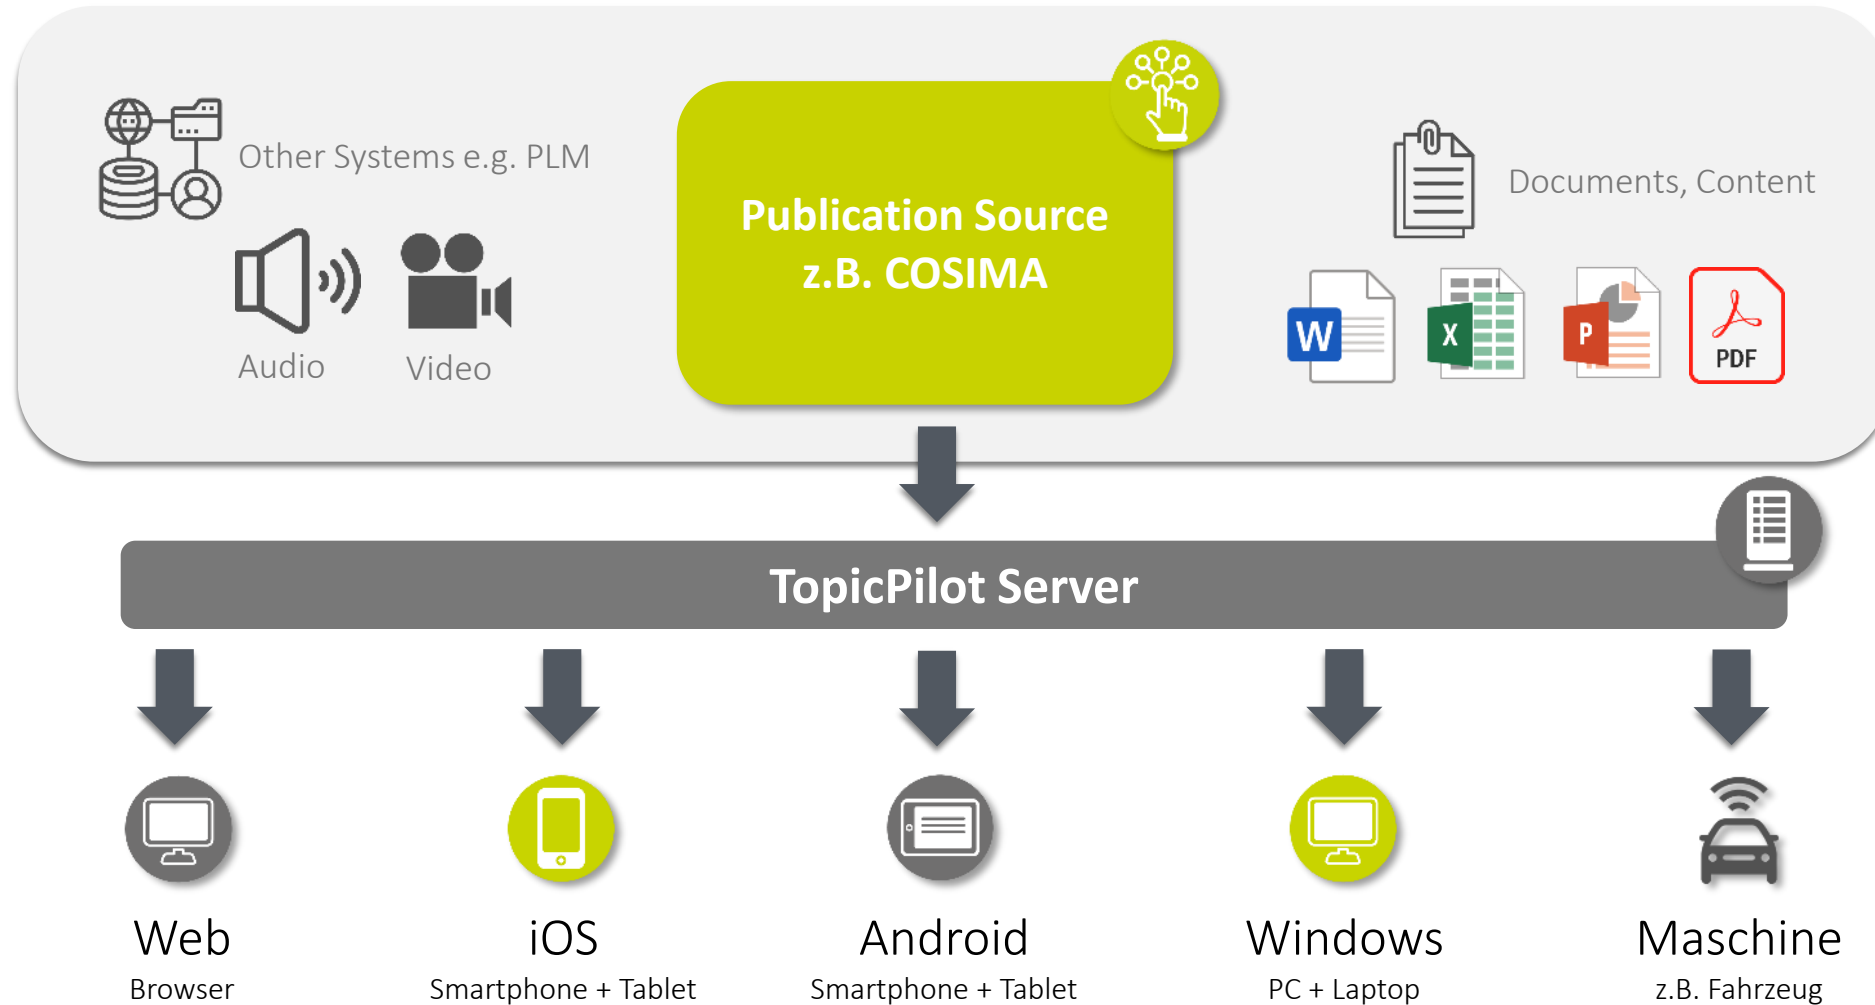 Other Systems e.g. PLM
Audio
Video
Publication Source
z.B. COSIMA
Documents, Content
W
X
P
PDF
TopicPilot Server
Web
Browser
iOS
Smartphone + Tablet
Android
Smartphone + Tablet
Windows
PC + Laptop
Maschine
z.B. Fahrzeug